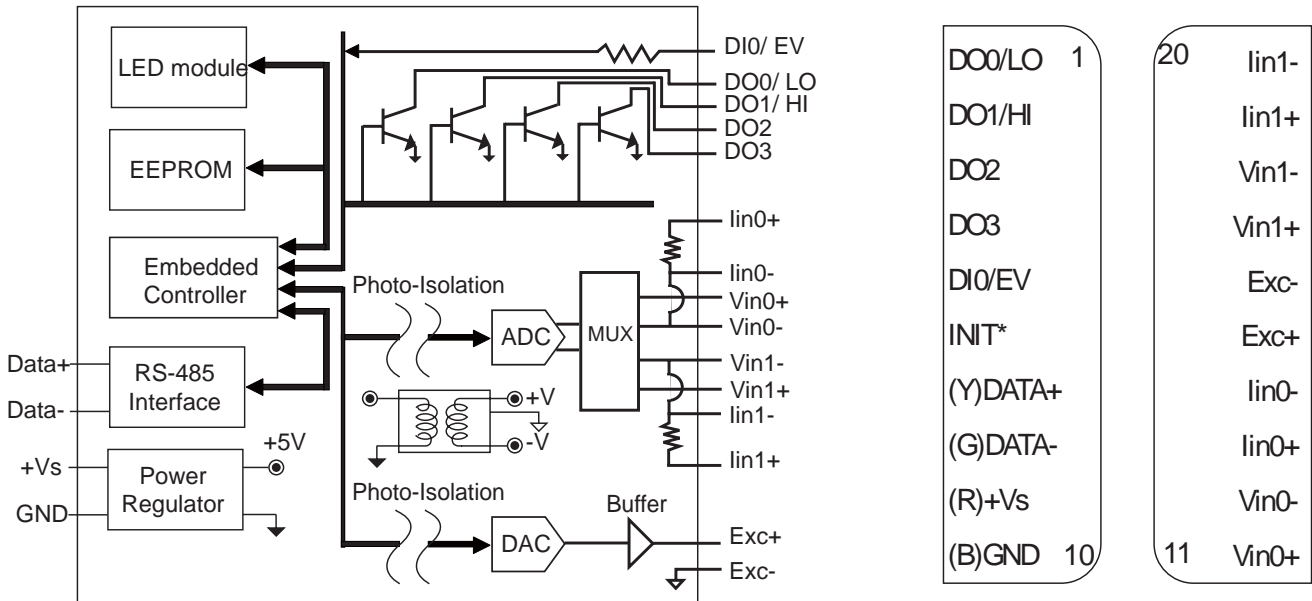 LED module
EEPROM
Embedded
Controller
RS-485
Interface
Power
Regulator
Data+
Data-
+Vs
GND
+5V
Photo-Isolation
ADC
MUX
+V
-V
Photo-Isolation
DAC
Buffer
DI0/ EV
DO0/ LO
DO1/ HI
DO2
DO3
Iin0+
Iin0-
Vin0+
Vin0-
Vin1-
Vin1+
Iin1-
Iin1+
Exc+
Exc-
DO0/LO 1
DO1/HI
DO2
DO3
DI0/EV
INIT*
(Y)DATA+
(G)DATA-
(R)+Vs
(B)GND 10
20 Iin1-
Iin1+
Vin1-
Vin1+
Exc-
Exc+
Iin0-
Iin0+
Vin0-
11 Vin0+